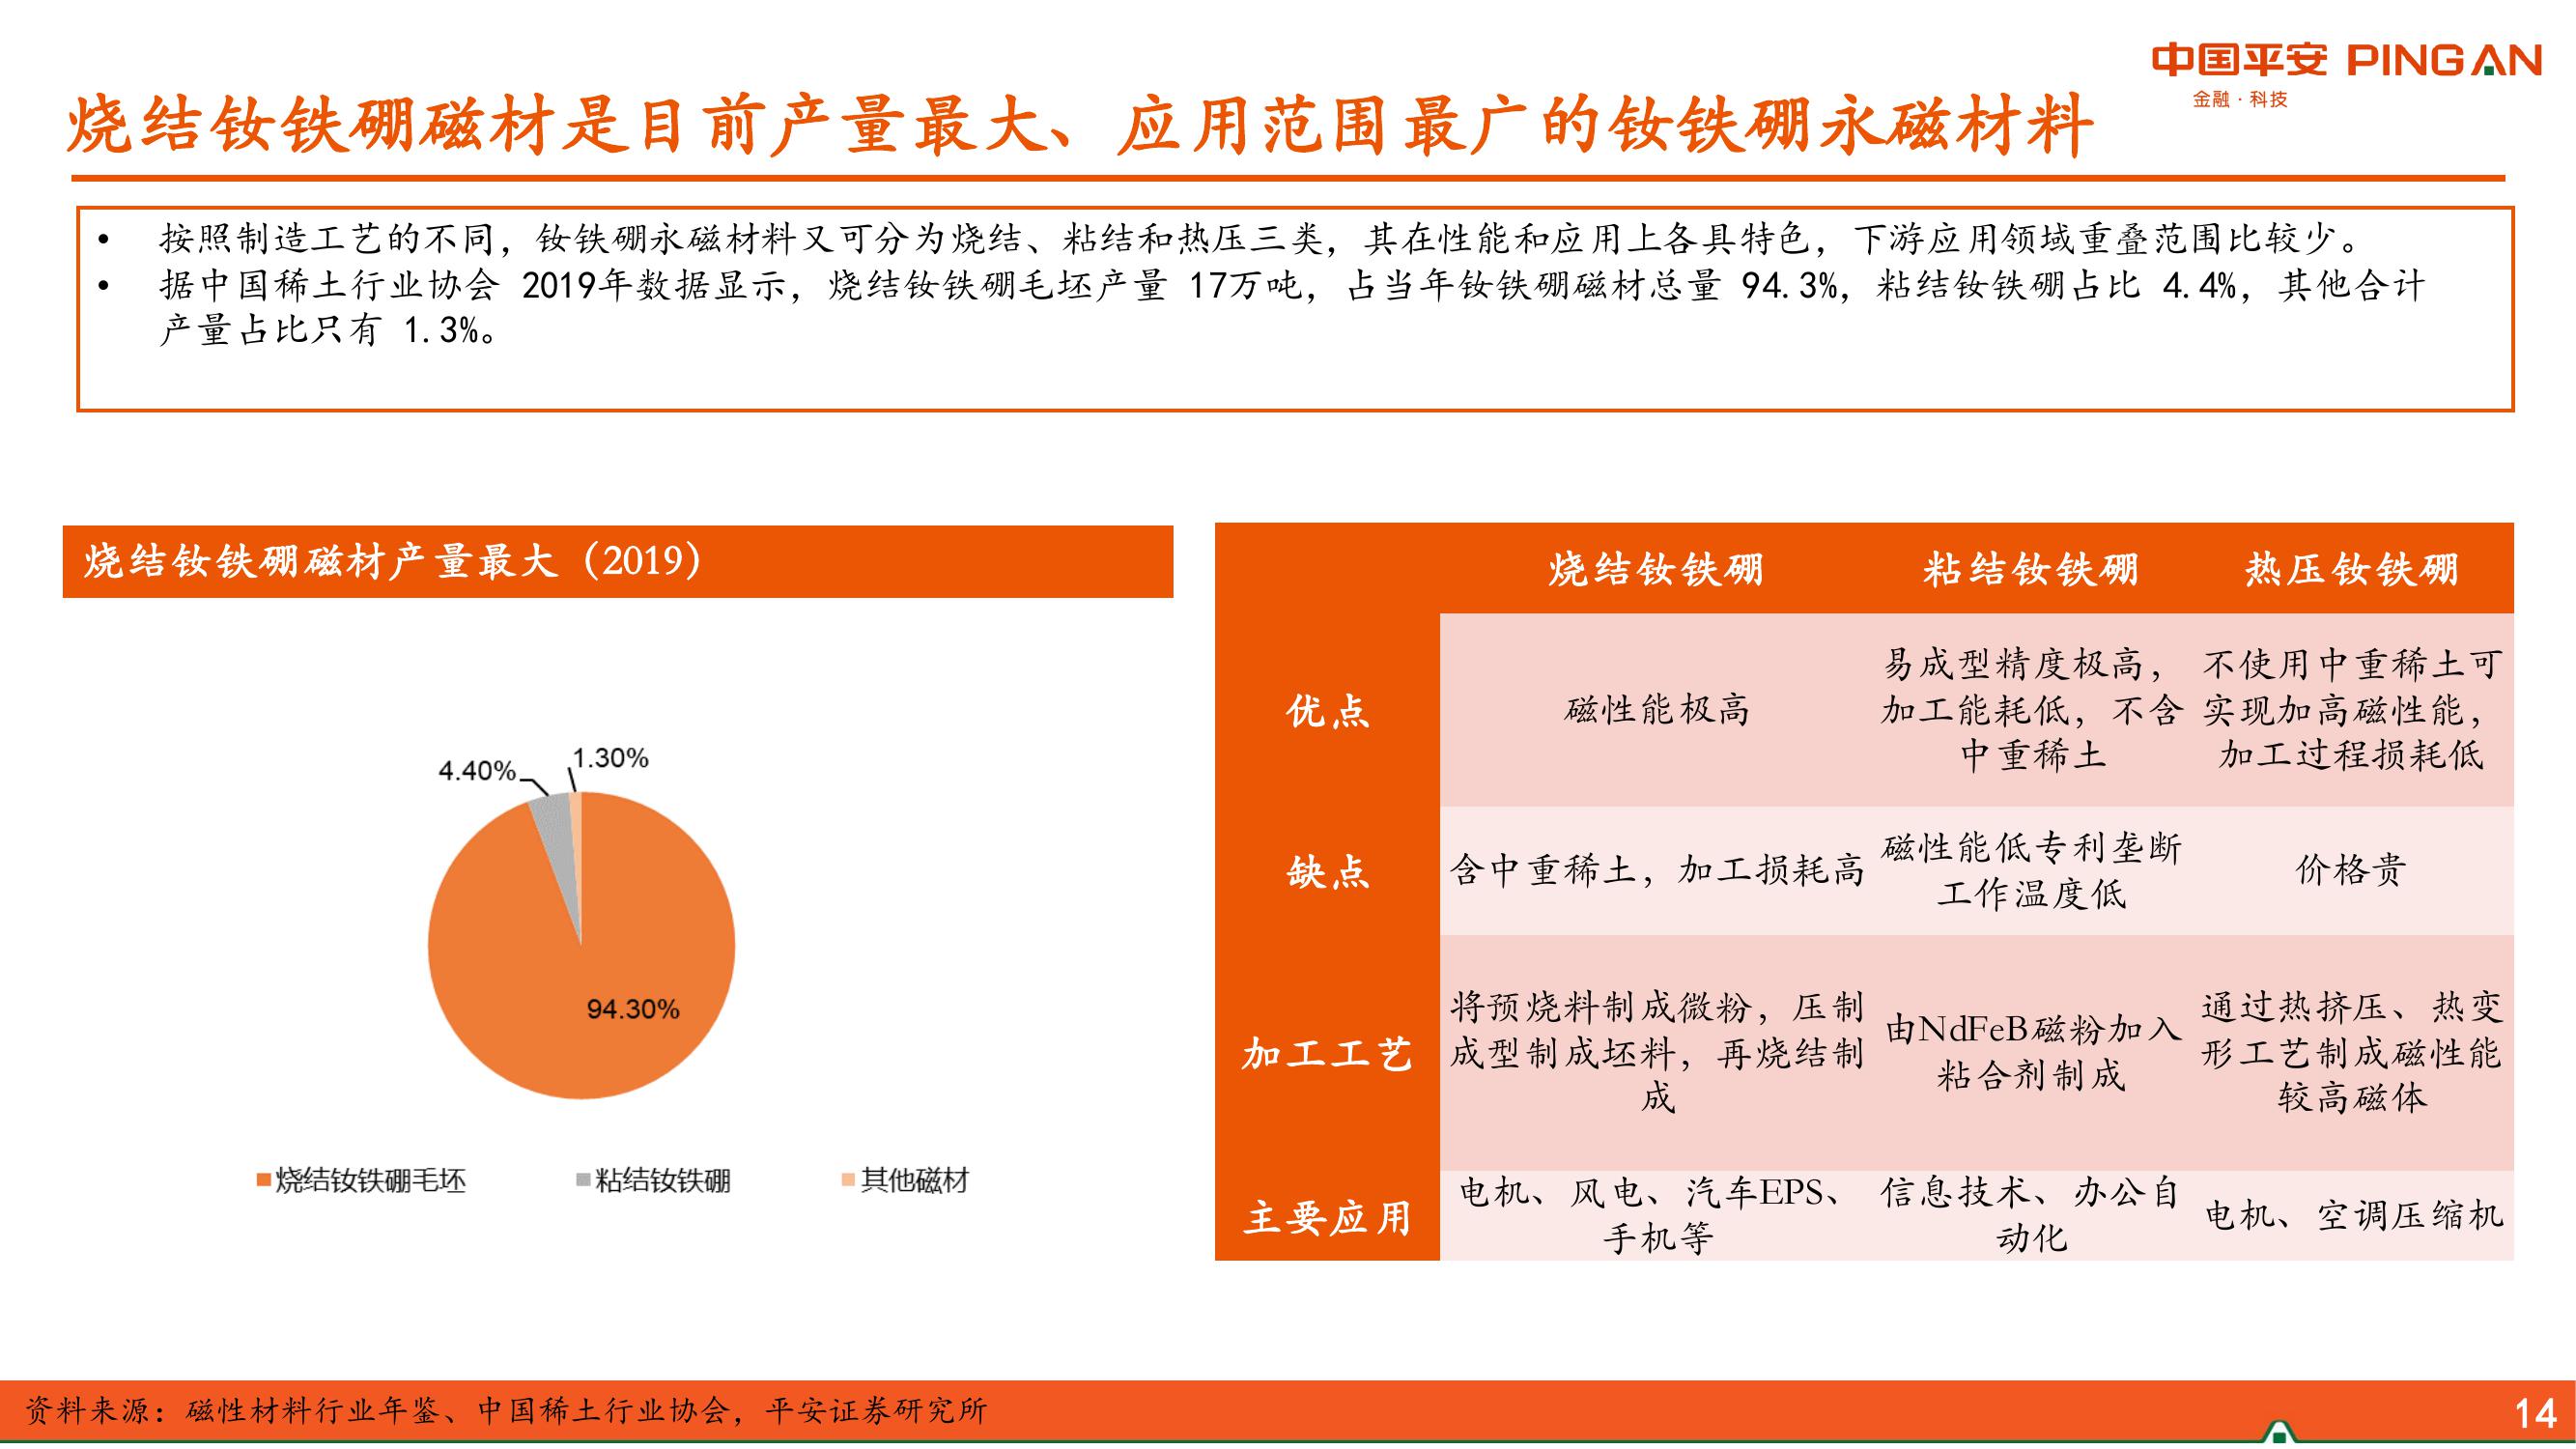 中国平安 PINGAN
金融·科技
烧结钕铁硼磁材是目前产量最大、应用范围最广的钕铁硼永磁材料
• 按照制造工艺的不同，钕铁硼永磁材料又可分为烧结、粘结和热压三类，其在性能和应用上各具特色，下游应用领域重叠范围比较少。
• 据中国稀土行业协会 2019年数据显示，烧结钕铁硼毛坯产量 17万吨，占当年钕铁硼磁材总量 94.3%，粘结钕铁硼占比 4.4%，其他合计
产量占比只有 1.3%。
烧结钕铁硼磁材产量最大（2019）
4.40%
1.30%
94.30%
烧结钕铁硼毛坯
粘结钕铁硼
其他磁材
烧结钕铁硼
粘结钕铁硼
热压钕铁硼
优点
磁性能极高
易成型精度极高，
加工能耗低，不含
中重稀土
不使用中重稀土可
实现加高磁性能，
加工过程损耗低
缺点
含中重稀土，加工损耗高
磁性能低专利垄断
工作温度低
价格贵
加工工艺
将预烧料制成微粉，压制
成型制成坯料，再烧结制
成
由NdFeB磁粉加入
粘合剂制成
通过热挤压、热变
形工艺制成磁性能
较高磁体
主要应用
电机、风电、汽车EPS、
手机等
信息技术、办公自
动化
电机、空调压缩机
资料来源：磁性材料行业年鉴、中国稀土行业协会，平安证券研究所
14